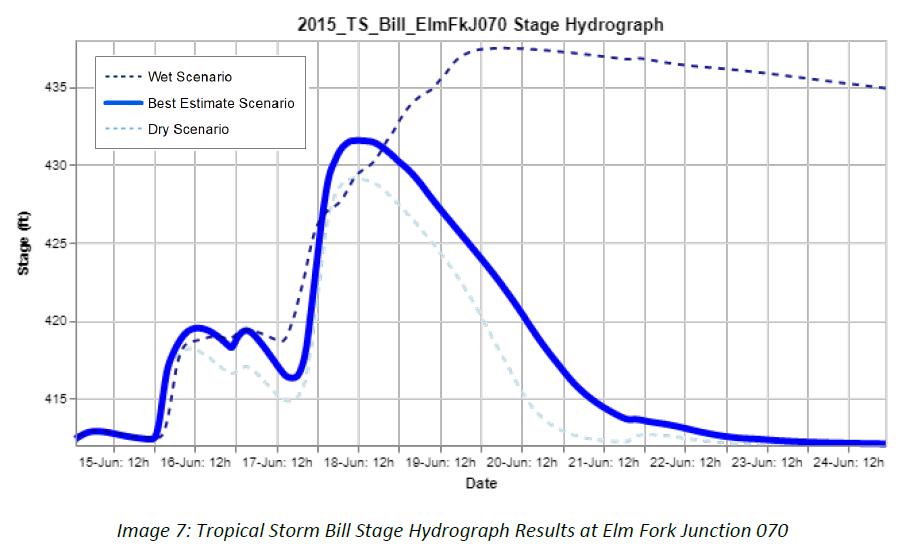 2015_TS_Bill_ElmFkJ070 Stage Hydrograph
Wet Scenario
Best Estimate Scenario
Dry Scenario
435
430
425
420
415
Stage (ft)
15-Jun: 12h 16-Jun: 12h 17-Jun: 12h 18-Jun: 12h 19-Jun: 12h 20-Jun: 12h 21-Jun: 12h 22-Jun: 12h 23-Jun: 12h 24-Jun: 12h
Date
Image 7: Tropical Storm Bill Stage Hydrograph Results at Elm Fork Junction 070